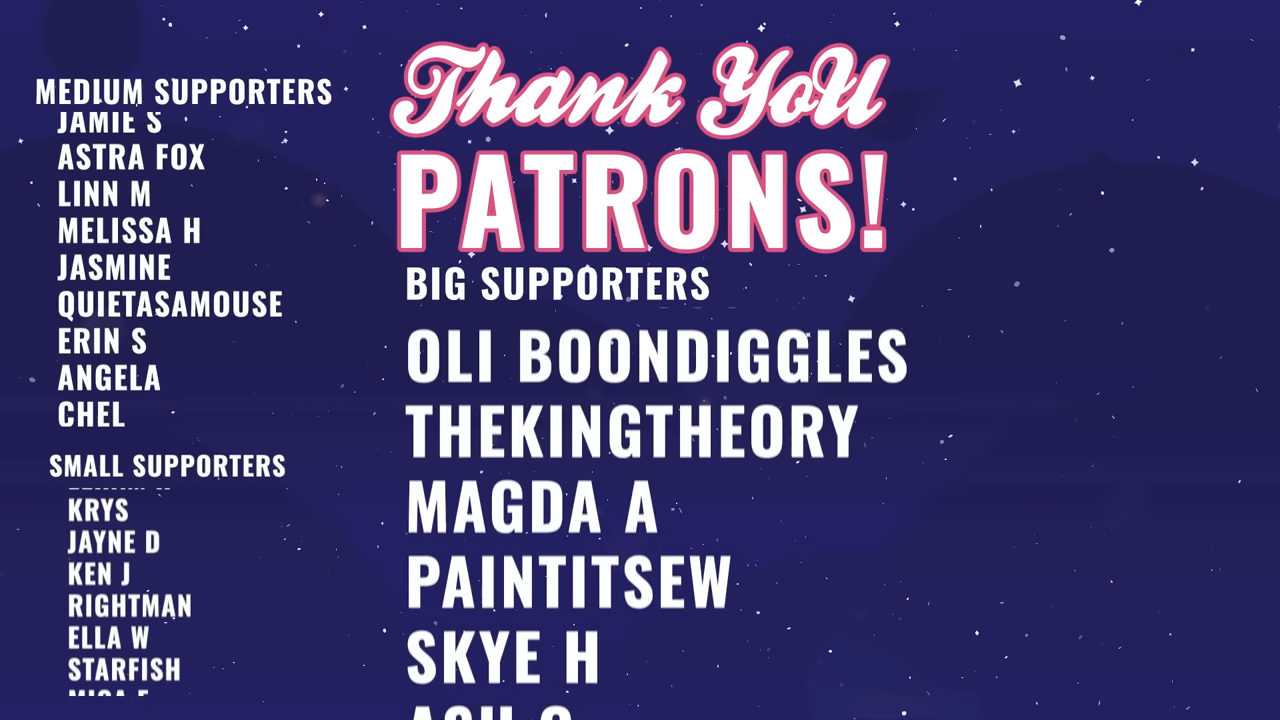 MEDIUM SUPPORTERS
JAMIE S
ASTRA FOX
LINN M
MELISSA H
JASMINE
QUIETASAMOUSE
ERIN S
ANGELA
CHEL
SMALL SUPPORTERS
KRYS
JAYNE D
KEN J
RIGHTMAN
ELLA W
STARFISH
Thank YoU
PATRONS!
BIG SUPPORTERS
OLI BOONDIGGLES
THEKINGTHEORY
MAGDA A
PAINTITSEW
SKYE H